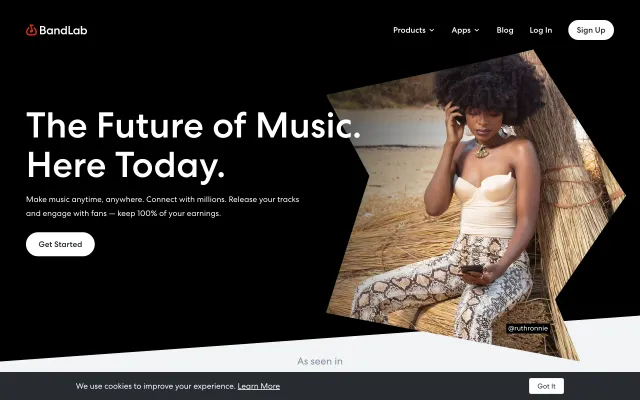 BandLab
Products
Apps
Blog
Log In
Sign Up
The Future of Music.
Here Today.
Make music anytime, anywhere. Connect with millions. Release your tracks
and engage with fans — keep 100% of your earnings.
Get Started
@ruthronnie
As seen in
We use cookies to improve your experience. Learn More
Got It